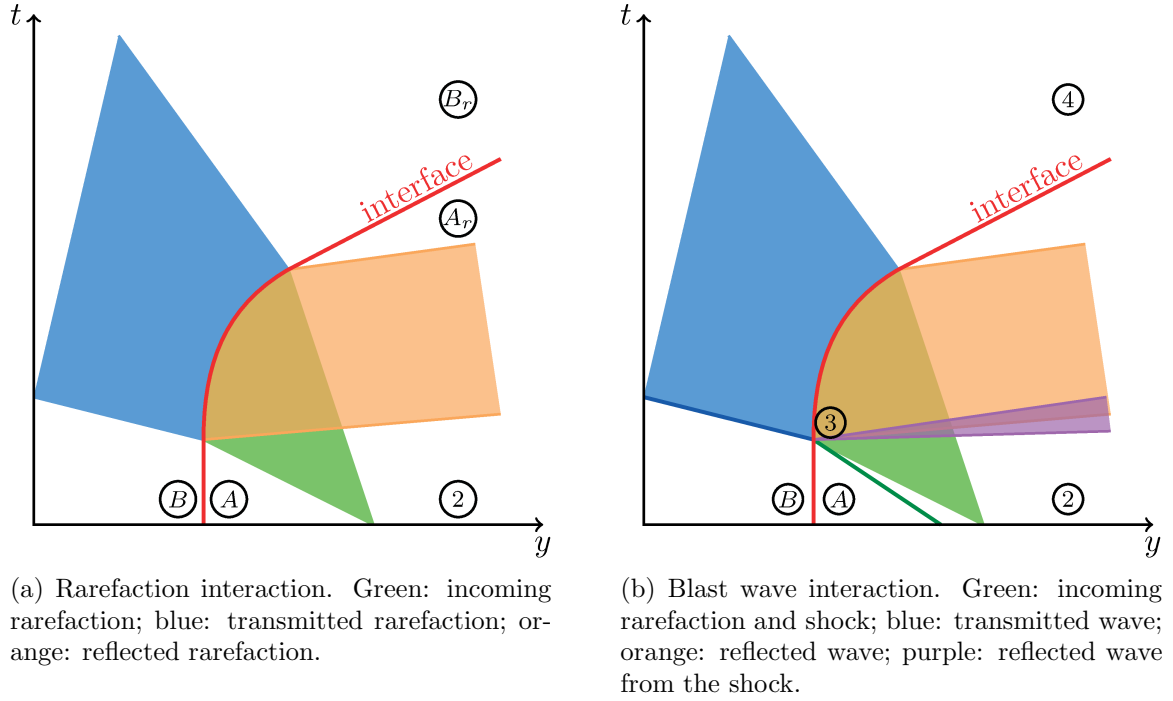 t
B_r
interface
A_r
B
A
2
y
(a) Rarefaction interaction. Green: incoming
rarefaction; blue: transmitted rarefaction; or-
ange: reflected rarefaction.
t
4
interface
3
B
A
2
y
(b) Blast wave interaction. Green: incoming
rarefaction and shock; blue: transmitted wave;
orange: reflected wave; purple: reflected wave
from the shock.